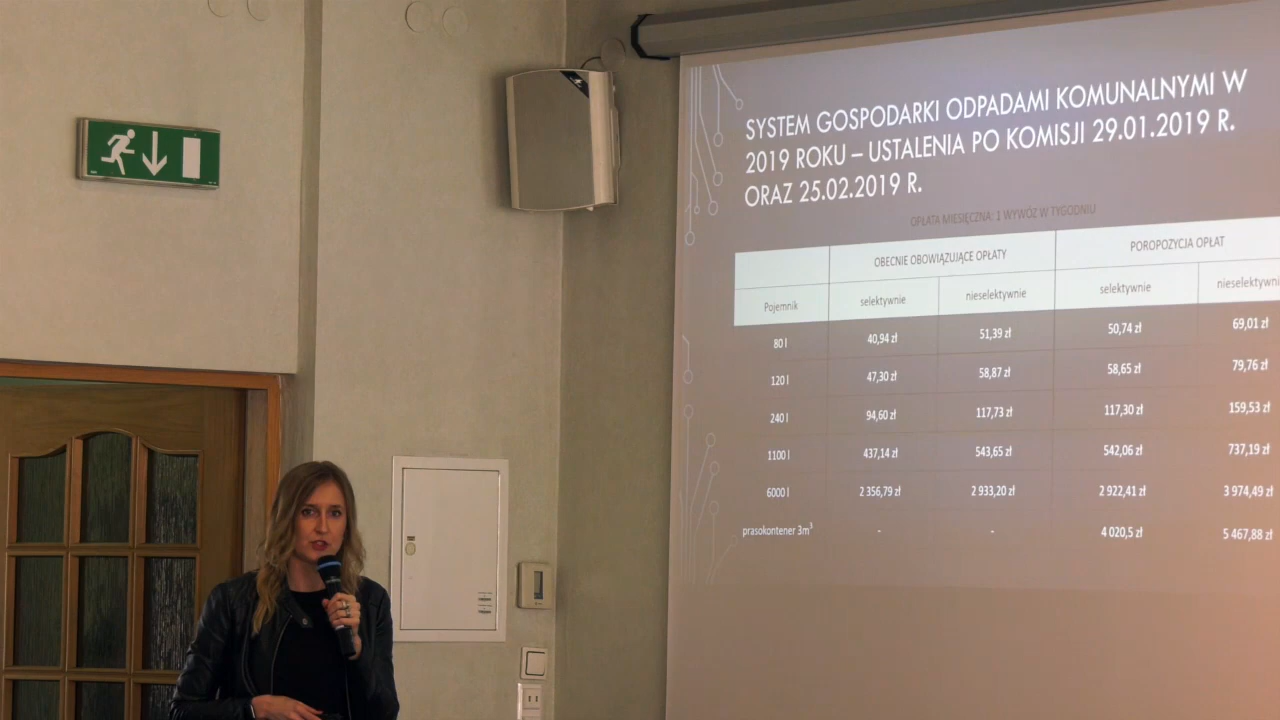 SYSTEM GOSPODARKI ODPADAMI KOMUNALNYMI W
2019 ROKU – USTALENIA PO KOMISJI 29.01.2019 R.
ORAZ 25.02.2019 R.
OPŁATA MIESIĘCZNA: 1 WYWÓZ W TYGODNIU
OBECNIE OBOWIĄZUJĄCE OPŁATY POROPOZYCJA OPŁAT
Pojemnik selektywnie nieselektywnie selektywnie nieselektywni
80 l 40,94 zł 51,39 zł 50,74 zł 69,01 zł
120 l 47,30 zł 58,87 zł 58,65 zł 79,76 zł
240 l 94,60 zł 117,73 zł 117,30 zł 159,53 zł
1100 l 437,14 zł 543,65 zł 542,06 zł 737,19 zł
6000 l 2 356,79 zł 2 933,20 zł 2 922,41 zł 3 974,49 zł
prasokontener 3m³ - - 4 020,5 zł 5 467,88 zł